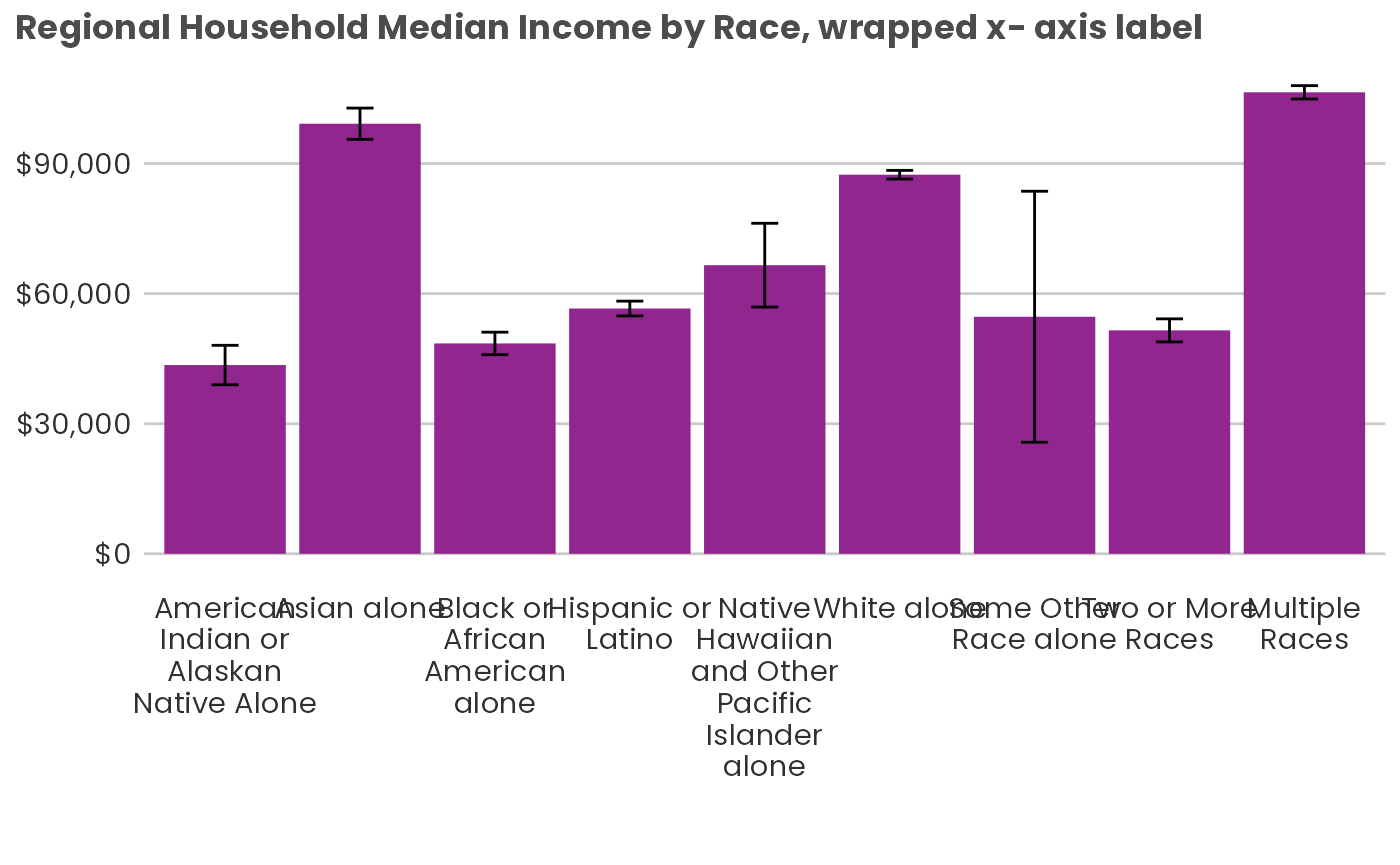 Regional Household Median Income by Race, wrapped x- axis label
$90,000
$60,000
$30,000
$0
American
Indian or
Alaskan
Native Alone
Asian alone
Black or
African
American
alone
Hispanic or
Latino
Native
Hawaiian
and Other
Pacific
Islander
alone
White alone
Some Other
Race alone
Two or More
Races
Multiple
Races